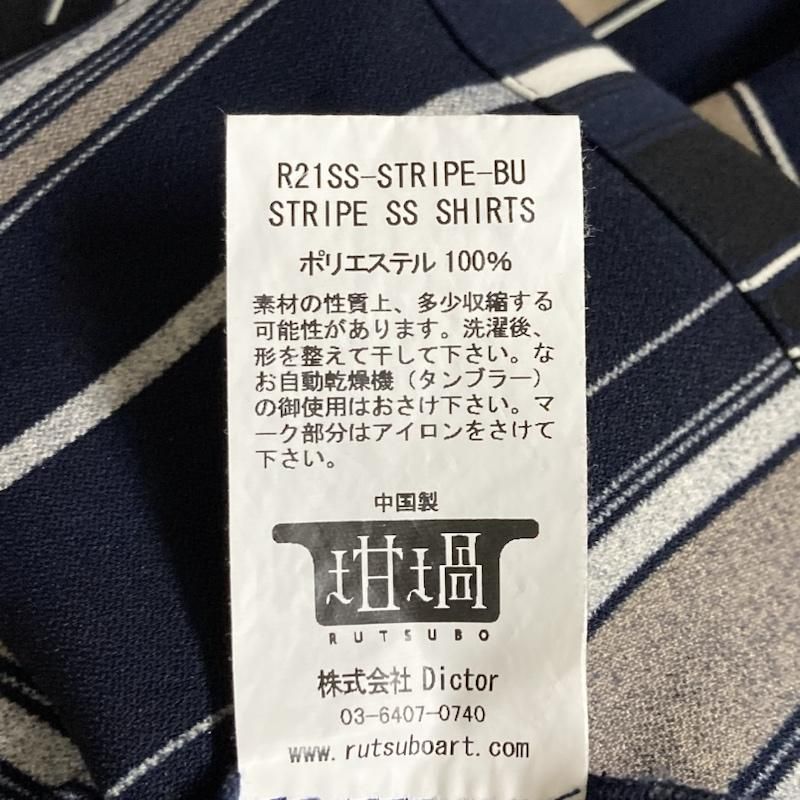 R21SS-STRIPE-BU
STRIPE SS SHIRTS
ポリエステル 100%
素材の性質上、多少収縮する
可能性があります。洗濯後、
形を整えて干して下さい。な
お自動乾燥機（タンブラー）
の御使用はおさけ下さい。マ
ーク部分はアイロンをさけて
下さい。
中国製
坩堝
RUTSUBO
株式会社 Dictor
03-6407-0740
www.rutsuboart.com